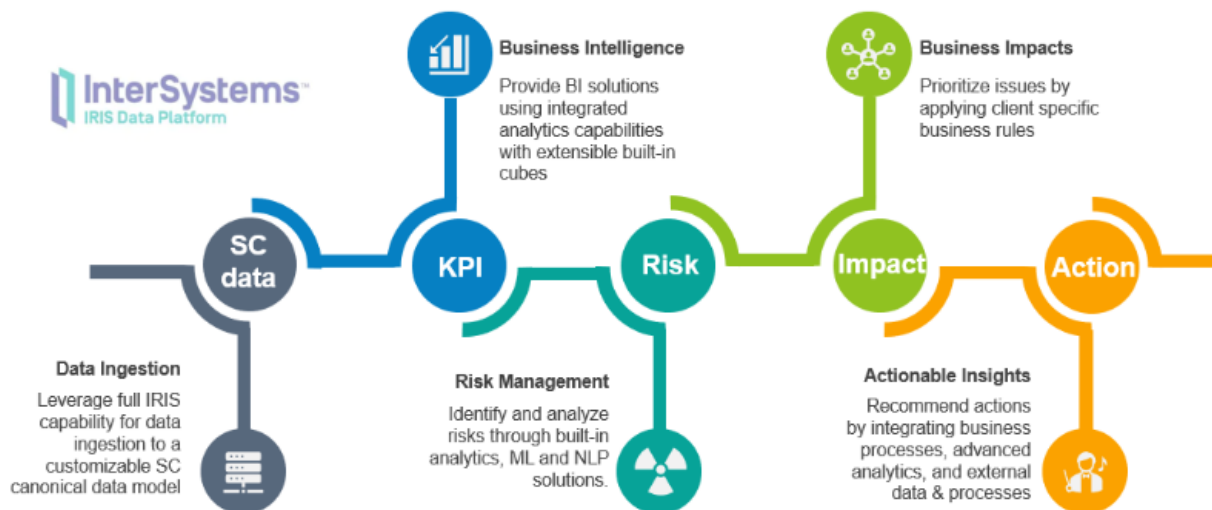 InterSystems™
IRIS Data Platform
Business Intelligence
Provide BI solutions
using integrated
analytics capabilities
with extensible built-in
cubes
Business Impacts
Prioritize issues by
applying client specific
business rules
SC
data
KPI
Risk
Impact
Action
Data Ingestion
Leverage full IRIS
capability for data
ingestion to a
customizable SC
canonical data model
Risk Management
Identify and analyze
risks through built-in
analytics, ML and NLP
solutions.
Actionable Insights
Recommend actions
by integrating business
processes, advanced
analytics, and external
data & processes